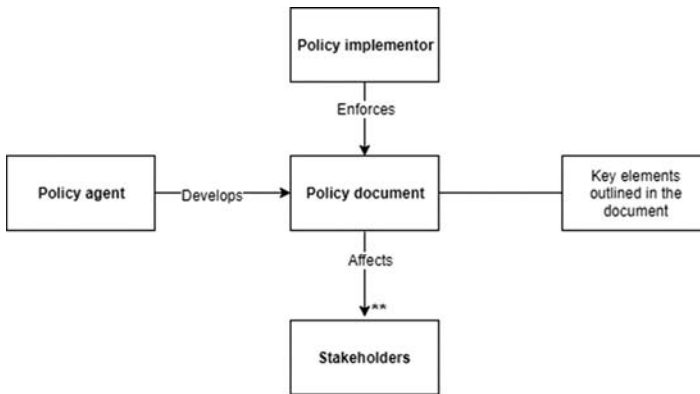 Policy implementor
Enforces
Policy agent
Develops
Policy document
Key elements
outlined in the
document
Affects
**
Stakeholders